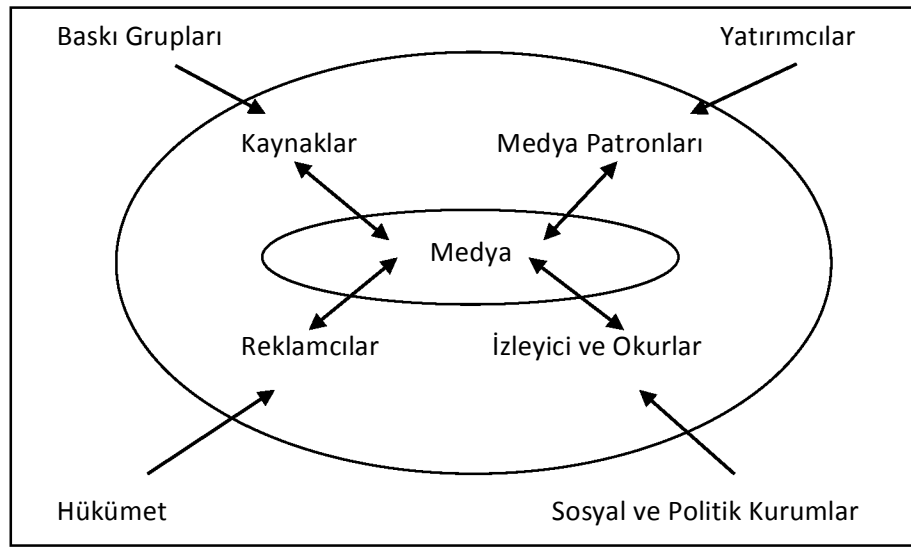 Baskı Grupları
Yatırımcılar
Kaynaklar
Medya Patronları
Medya
Reklamcılar
İzleyici ve Okurlar
Hükümet
Sosyal ve Politik Kurumlar